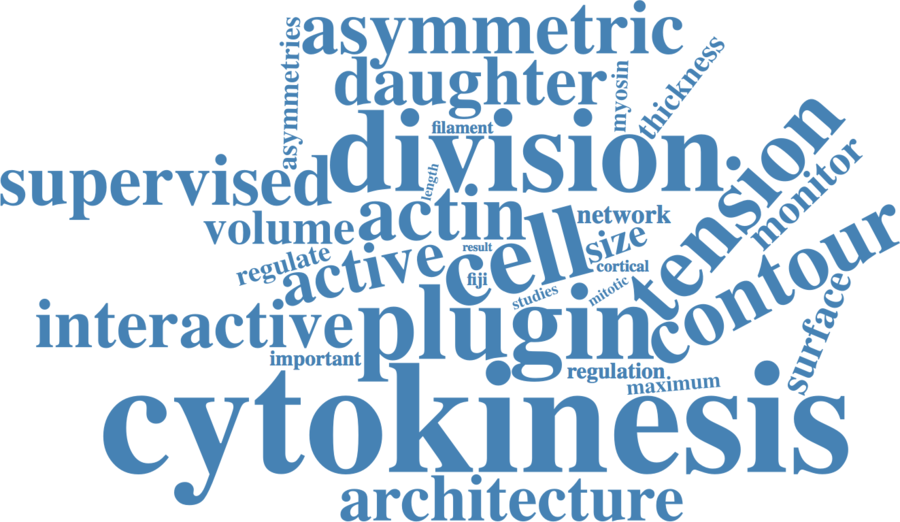 asymmetric
asymmetries
daughter
myosin
thickness
filament
division
tension
monitor
supervised
length
actin
volume
network
size
contour
result
regulate
active
cell
cortical
fiji
studies
mitotic
surface
interactive
plugin
important
regulation
maximum
cytokinesis
architecture